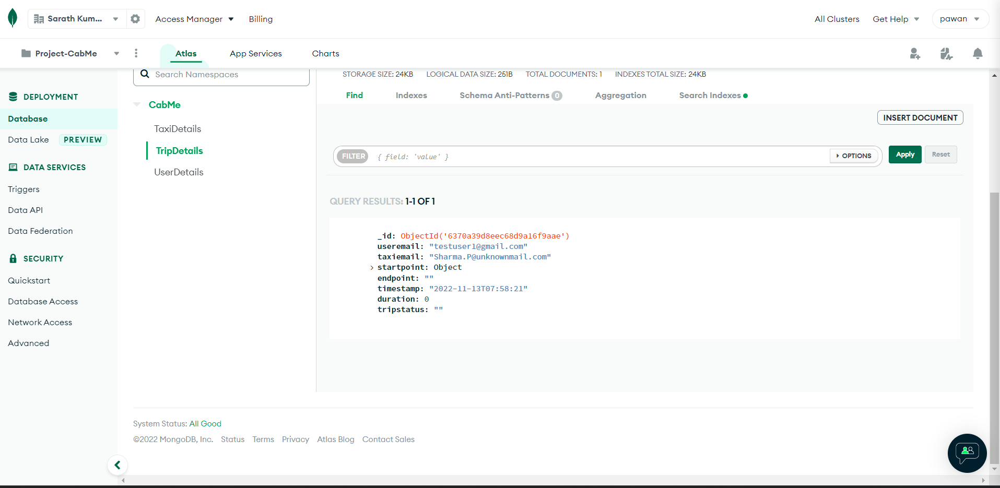 Sarath Kum...
Access Manager
Billing
All Clusters
Get Help
pawan
Project-CabMe
Atlas
App Services
Charts
DEPLOYMENT
Database
Data Lake PREVIEW
DATA SERVICES
Triggers
Data API
Data Federation
SECURITY
Quickstart
Database Access
Network Access
Advanced
Search Namespaces
CabMe
TaxiDetails
TripDetails
UserDetails
STORAGE SIZE: 24KB LOGICAL DATA SIZE: 251B TOTAL DOCUMENTS: 1 INDEXES TOTAL SIZE: 24KB
Find Indexes Schema Anti-Patterns 0 Aggregation Search Indexes
INSERT DOCUMENT
FILTER { field: 'value' } OPTIONS Apply Reset
QUERY RESULTS: 1-1 OF 1
_id: ObjectId('6370a39d8eec68d9a16f9aae')
useremail: "testuser1@gmail.com"
taxiemail: "Sharma.P@unknownmail.com"
startpoint: Object
endpoint: ""
timestamp: "2022-11-13T07:58:21"
duration: 0
tripstatus: ""
System Status: All Good
©2022 MongoDB, Inc. Status Terms Privacy Atlas Blog Contact Sales